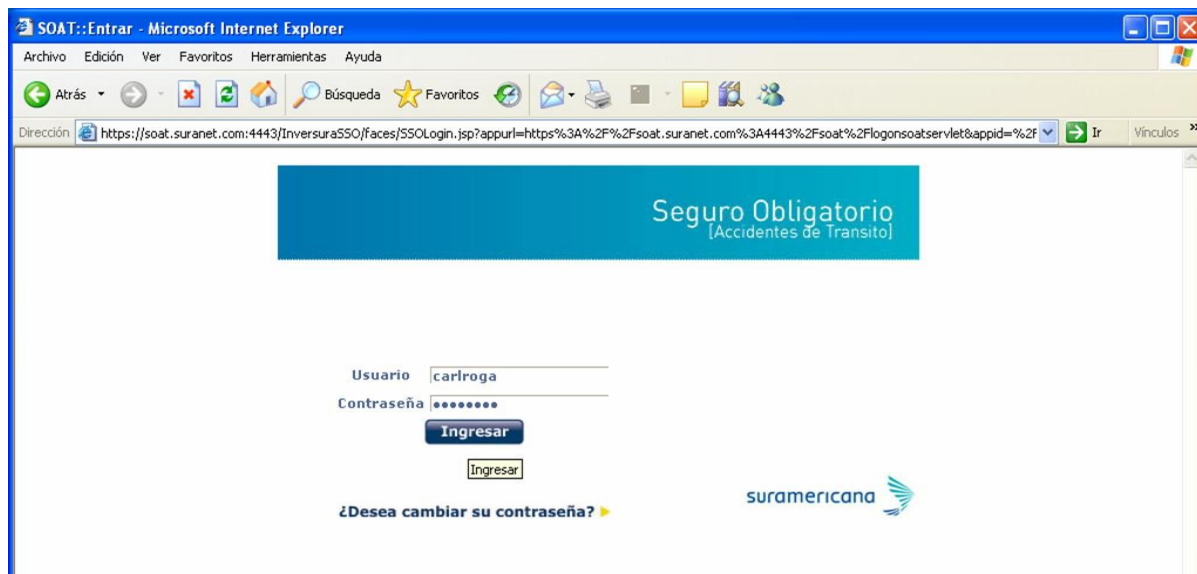 SOAT::Entrar - Microsoft Internet Explorer
Archivo Edición Ver Favoritos Herramientas Ayuda
Atrás Búsqueda Favoritos
Dirección https://soat.suranet.com:4443/InversuraSSO/faces/SSOLogin.jsp?appurl=https%3A%2F%2Fsoat.suranet.com%3A4443%2Fsoat%2Flogonsoatservlet&appid=%2F Ir Vínculos »
Seguro Obligatorio
[Accidentes de Transito]
Usuario carlroga
Contraseña ••••••••
Ingresar
Ingresar
suramericana
¿Desea cambiar su contraseña?